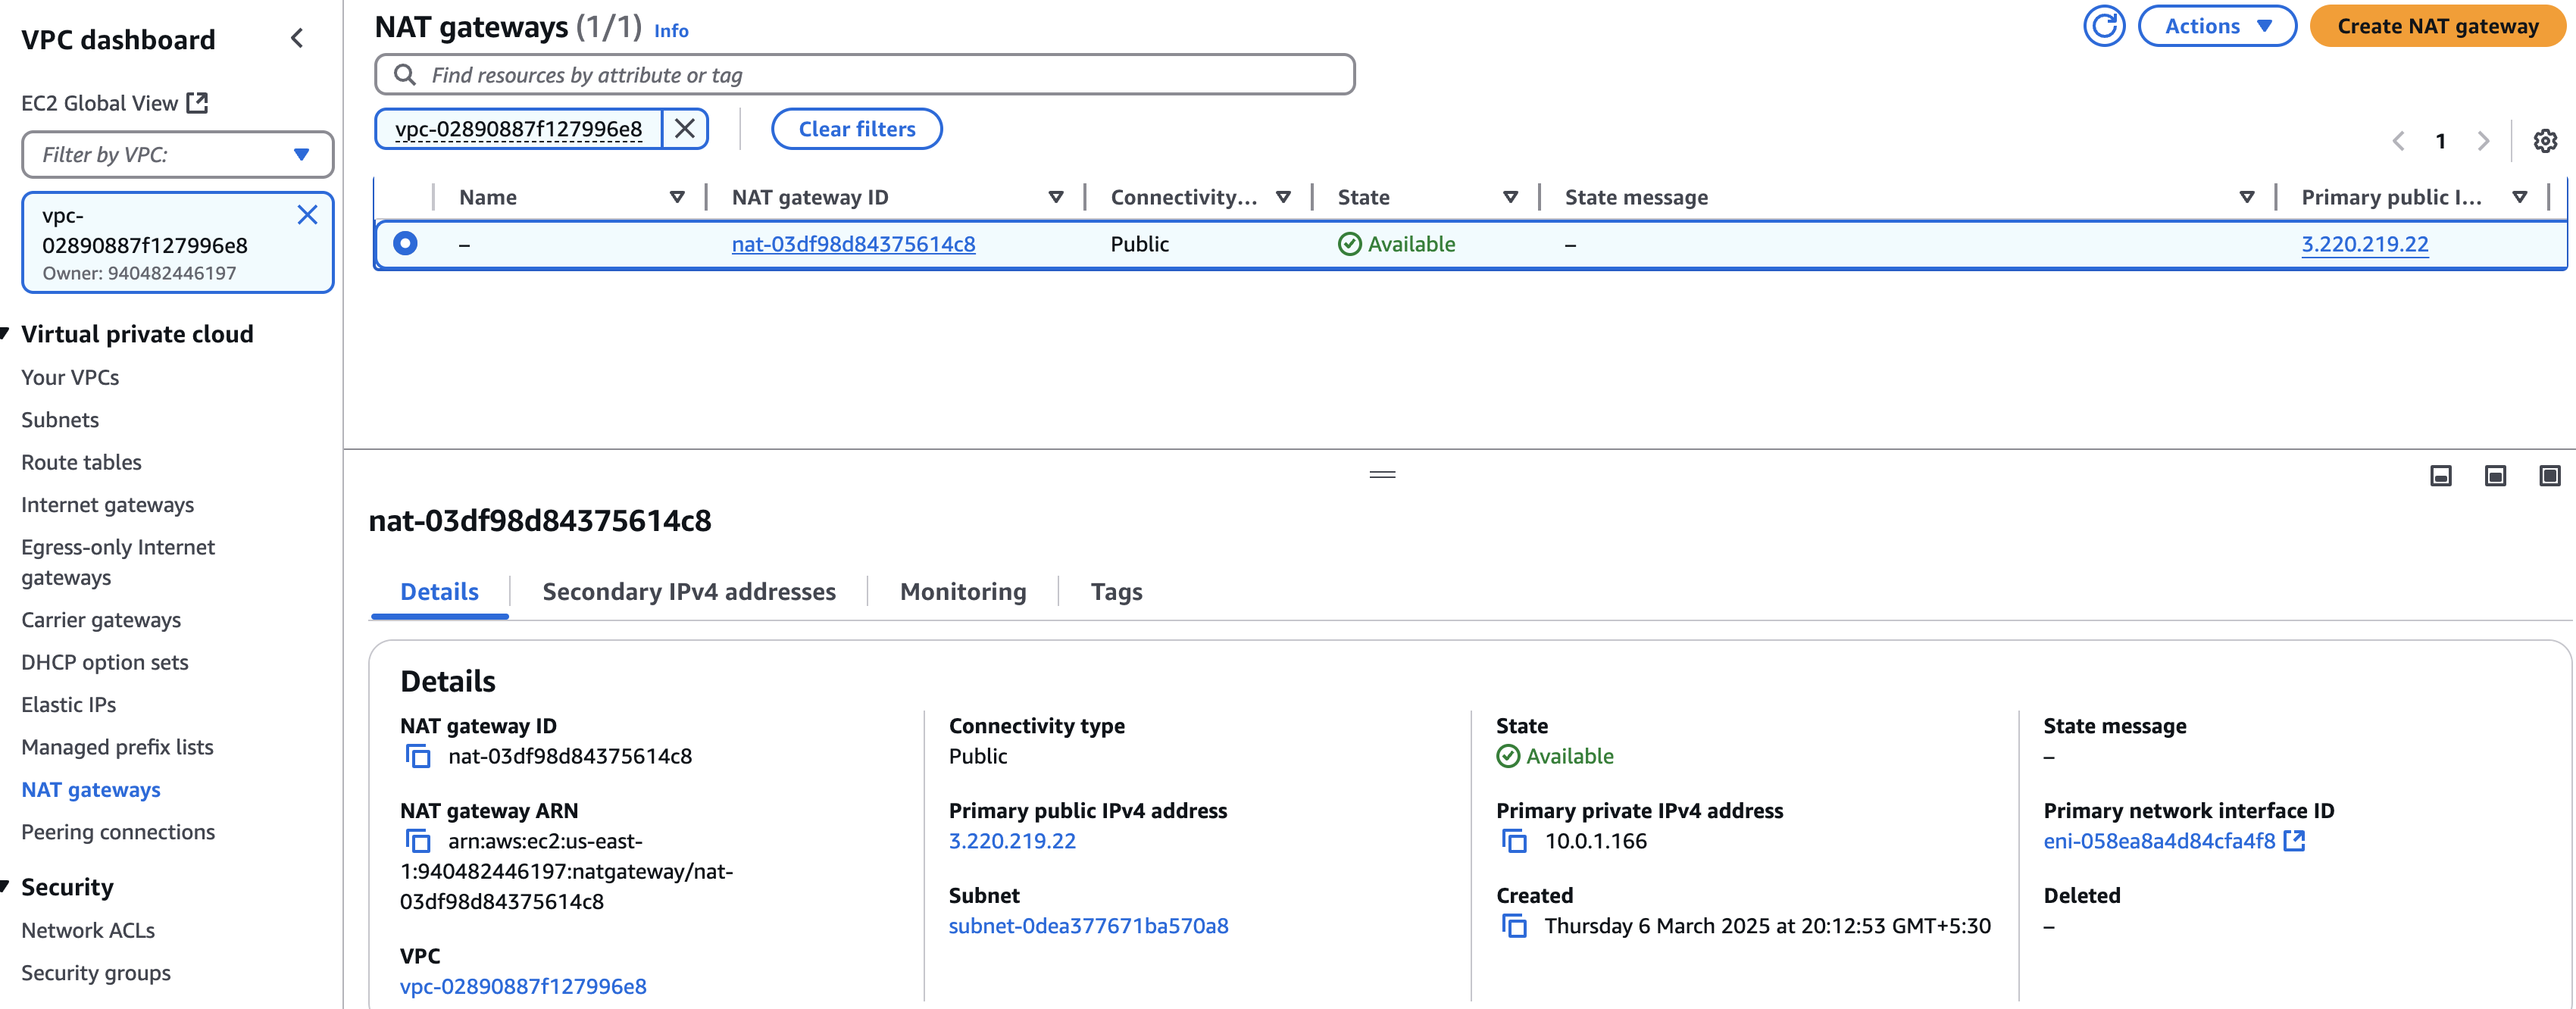 VPC dashboard
EC2 Global View
Filter by VPC:
vpc-
02890887f127996e8
Owner: 940482446197
Virtual private cloud
Your VPCs
Subnets
Route tables
Internet gateways
Egress-only Internet
gateways
Carrier gateways
DHCP option sets
Elastic IPs
Managed prefix lists
NAT gateways
Peering connections
Security
Network ACLs
Security groups
NAT gateways (1/1) Info
Actions
Create NAT gateway
Find resources by attribute or tag
vpc-02890887f127996e8
Clear filters
1
Name NAT gateway ID Connectivity... State State message Primary public I...
– nat-03df98d84375614c8 Public Available – 3.220.219.22
nat-03df98d84375614c8
Details Secondary IPv4 addresses Monitoring Tags
Details
NAT gateway ID
nat-03df98d84375614c8
NAT gateway ARN
arn:aws:ec2:us-east-
1:940482446197:natgateway/nat-
03df98d84375614c8
VPC
vpc-02890887f127996e8
Connectivity type
Public
Primary public IPv4 address
3.220.219.22
Subnet
subnet-0dea377671ba570a8
State
Available
Primary private IPv4 address
10.0.1.166
Created
Thursday 6 March 2025 at 20:12:53 GMT+5:30
State message
–
Primary network interface ID
eni-058ea8a4d84cfa4f8
Deleted
–